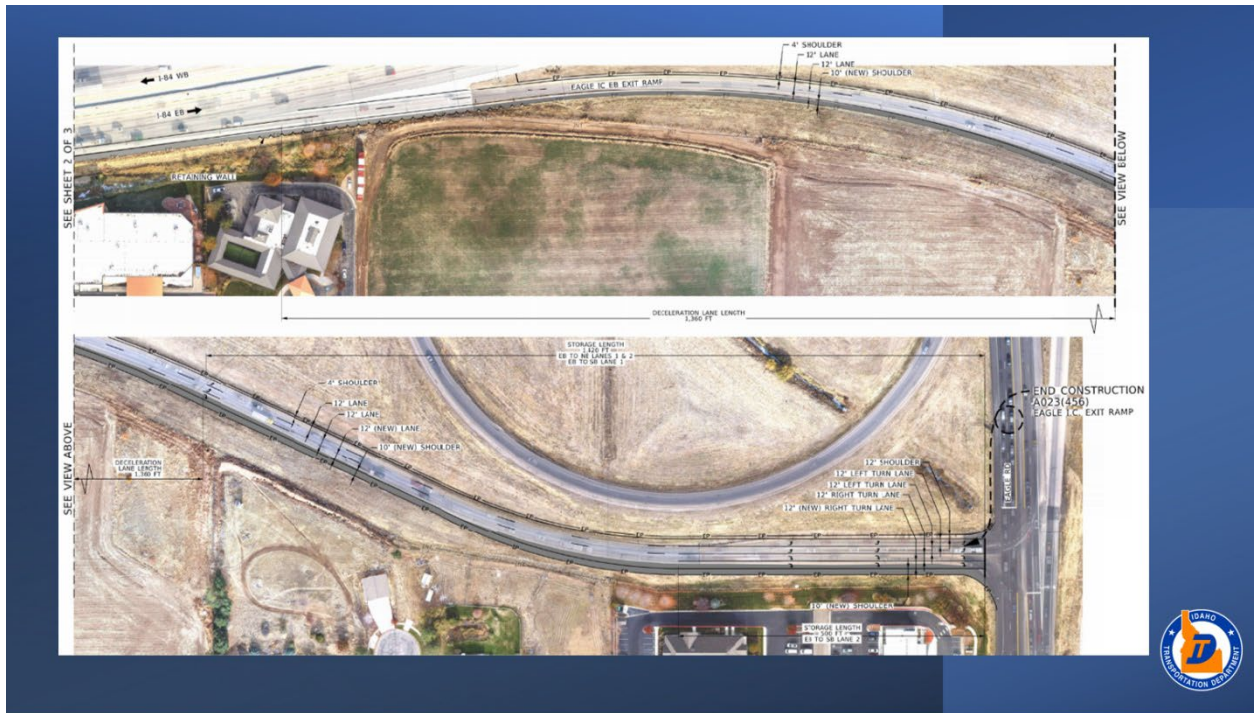 4' SHOULDER
12' LANE
12' LANE
10' (NEW) SHOULDER
I-84 WB
EAGLE IC EB EXIT RAMP
I-84 EB
SEE SHEET 2 OF 3
RETAINING WALL
SEE VIEW BELOW
DECELERATION LANE LENGTH
1,360 FT
STORAGE LENGTH
EB TO NB LANES 1 & 2
EB TO SB LANE 1
4' SHOULDER
12' LANE
12' LANE
12' (NEW) LANE
10' (NEW) SHOULDER
END CONSTRUCTION
A023(456)
EAGLE I.C. EXIT RAMP
SEE VIEW ABOVE
DECELERATION
LANE LENGTH
1,360 FT
12' SHOULDER
12' LEFT TURN LANE
12' LEFT TURN LANE
12' RIGHT TURN LANE
12' (NEW) RIGHT TURN LANE
EAGLE RD
10' (NEW) SHOULDER
STORAGE LENGTH
500 FT
EB TO SB LANE 2
IDAHO
TRANSPORTATION DEPARTMENT